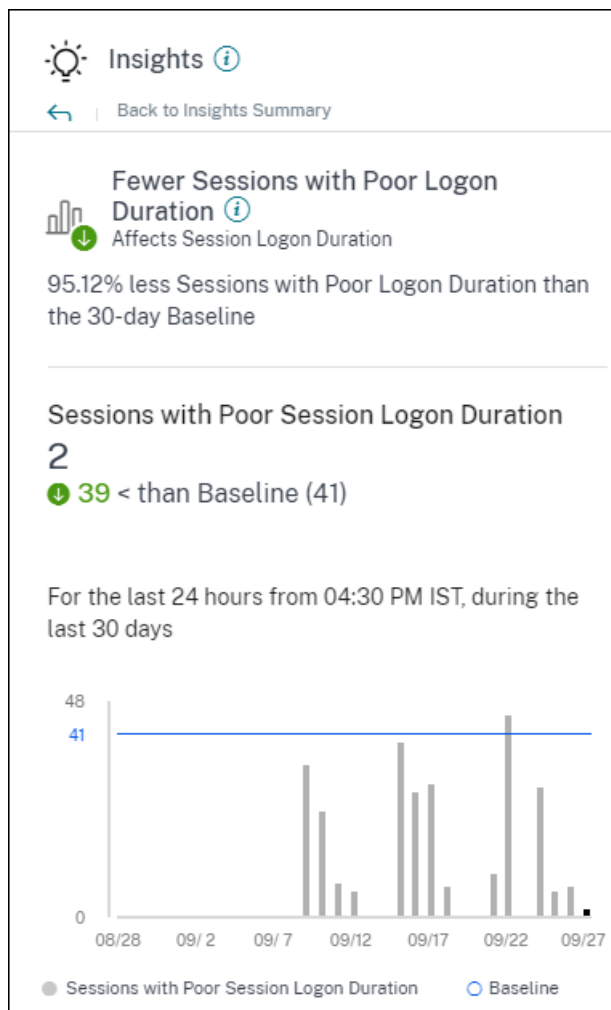 Insights
Back to Insights Summary
Fewer Sessions with Poor Logon
Duration
Affects Session Logon Duration
95.12% less Sessions with Poor Logon Duration than
the 30-day Baseline
Sessions with Poor Session Logon Duration
2
39 < than Baseline (41)
For the last 24 hours from 04:30 PM IST, during the
last 30 days
48
41
0
08/28 09/ 2 09/ 7 09/12 09/17 09/22 09/27
Sessions with Poor Session Logon Duration Baseline